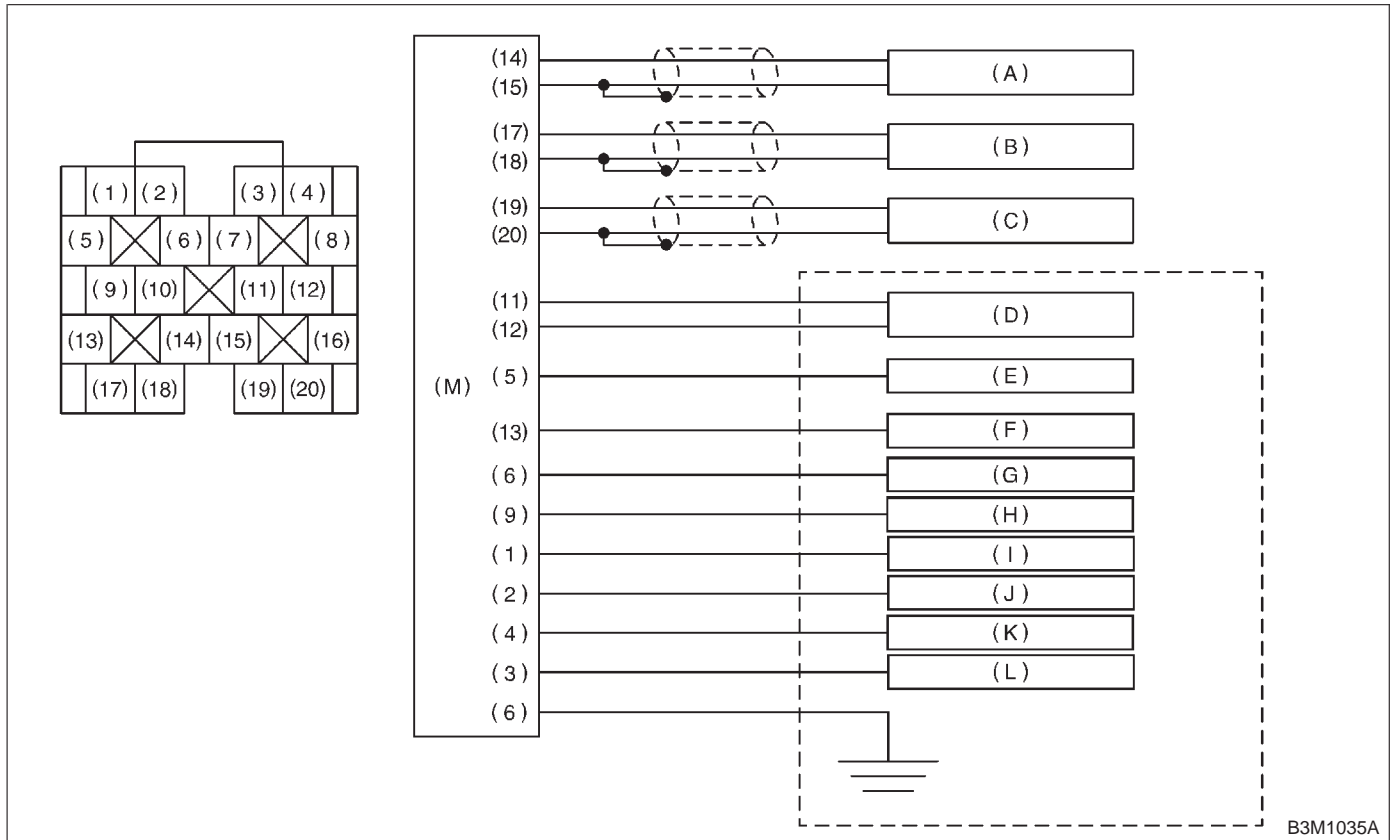 (1) (2) (3) (4)
(5) (6) (7) (8)
(9) (10) (11) (12)
(13) (14) (15) (16)
(17) (18) (19) (20)
(M)
(14)
(15)
(A)
(17)
(18)
(B)
(19)
(20)
(C)
(11)
(12)
(D)
(5) (E)
(13) (F)
(6) (G)
(9) (H)
(1) (I)
(2) (J)
(4) (K)
(3) (L)
(6)
B3M1035A